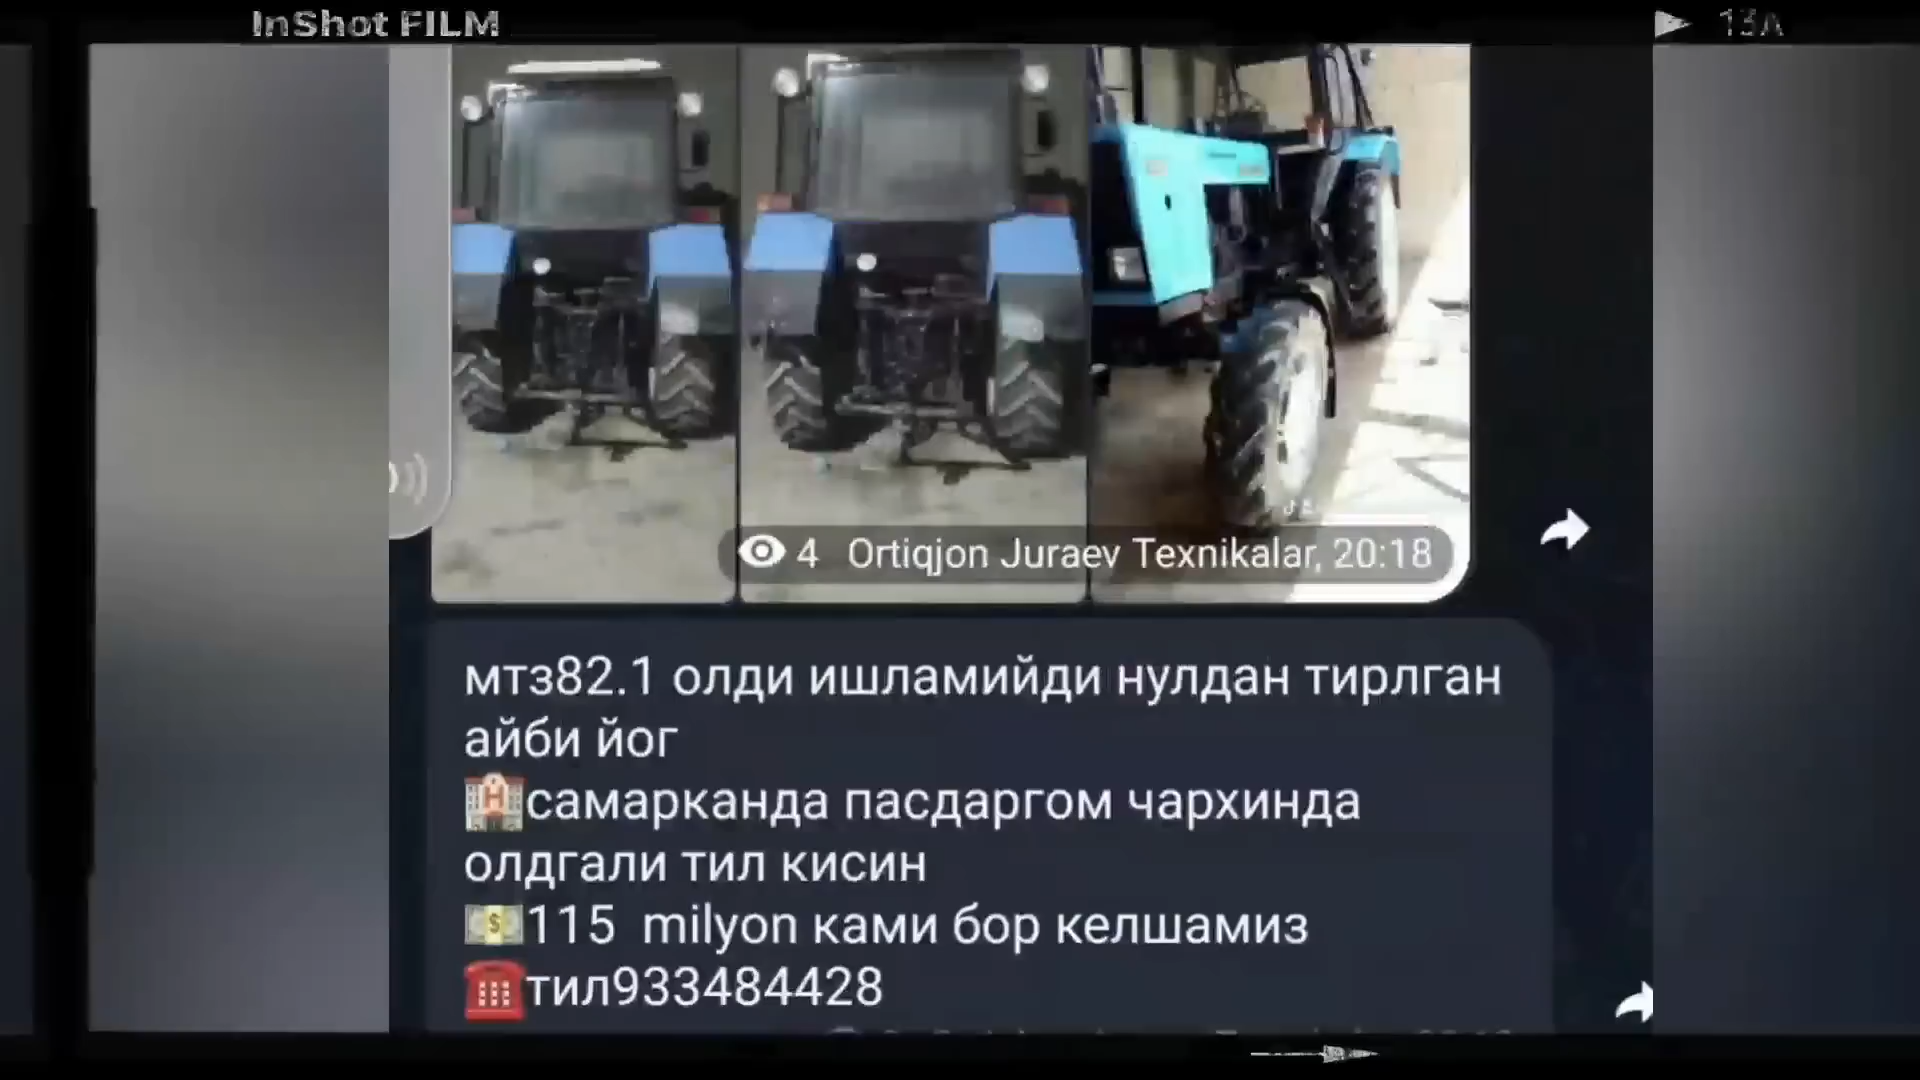 InShot FILM
13A
4 Ortiqjon Juraev Texnikalar, 20:18
мтз82.1 олди ишламийди нулдан тирлган
айби йог
самарканда пасдаргом чархинда
олдгали тил кисин
115 milyon ками бор келшамиз
тил933484428